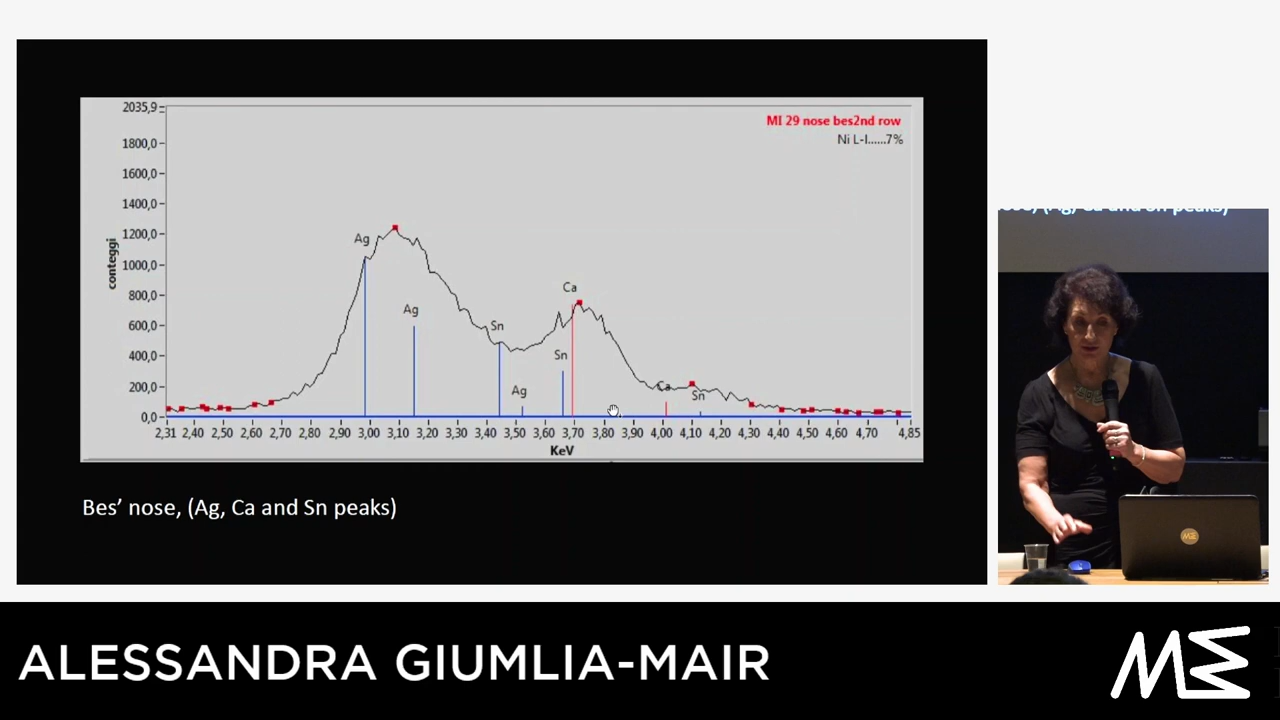 2035,9
MI 29 nose bes2nd row
Ni L-I......7%
1800,0
1600,0
1400,0
1200,0
1000,0
800,0
600,0
400,0
200,0
0,0
conteggi
Ag
Ag
Sn
Ag
Sn
Ca
Ca
Sn
2,31 2,40 2,50 2,60 2,70 2,80 2,90 3,00 3,10 3,20 3,30 3,40 3,50 3,60 3,70 3,80 3,90 4,00 4,10 4,20 4,30 4,40 4,50 4,60 4,70 4,85
KeV
Bes’ nose, (Ag, Ca and Sn peaks)
ALESSANDRA GIUMLIA-MAIR